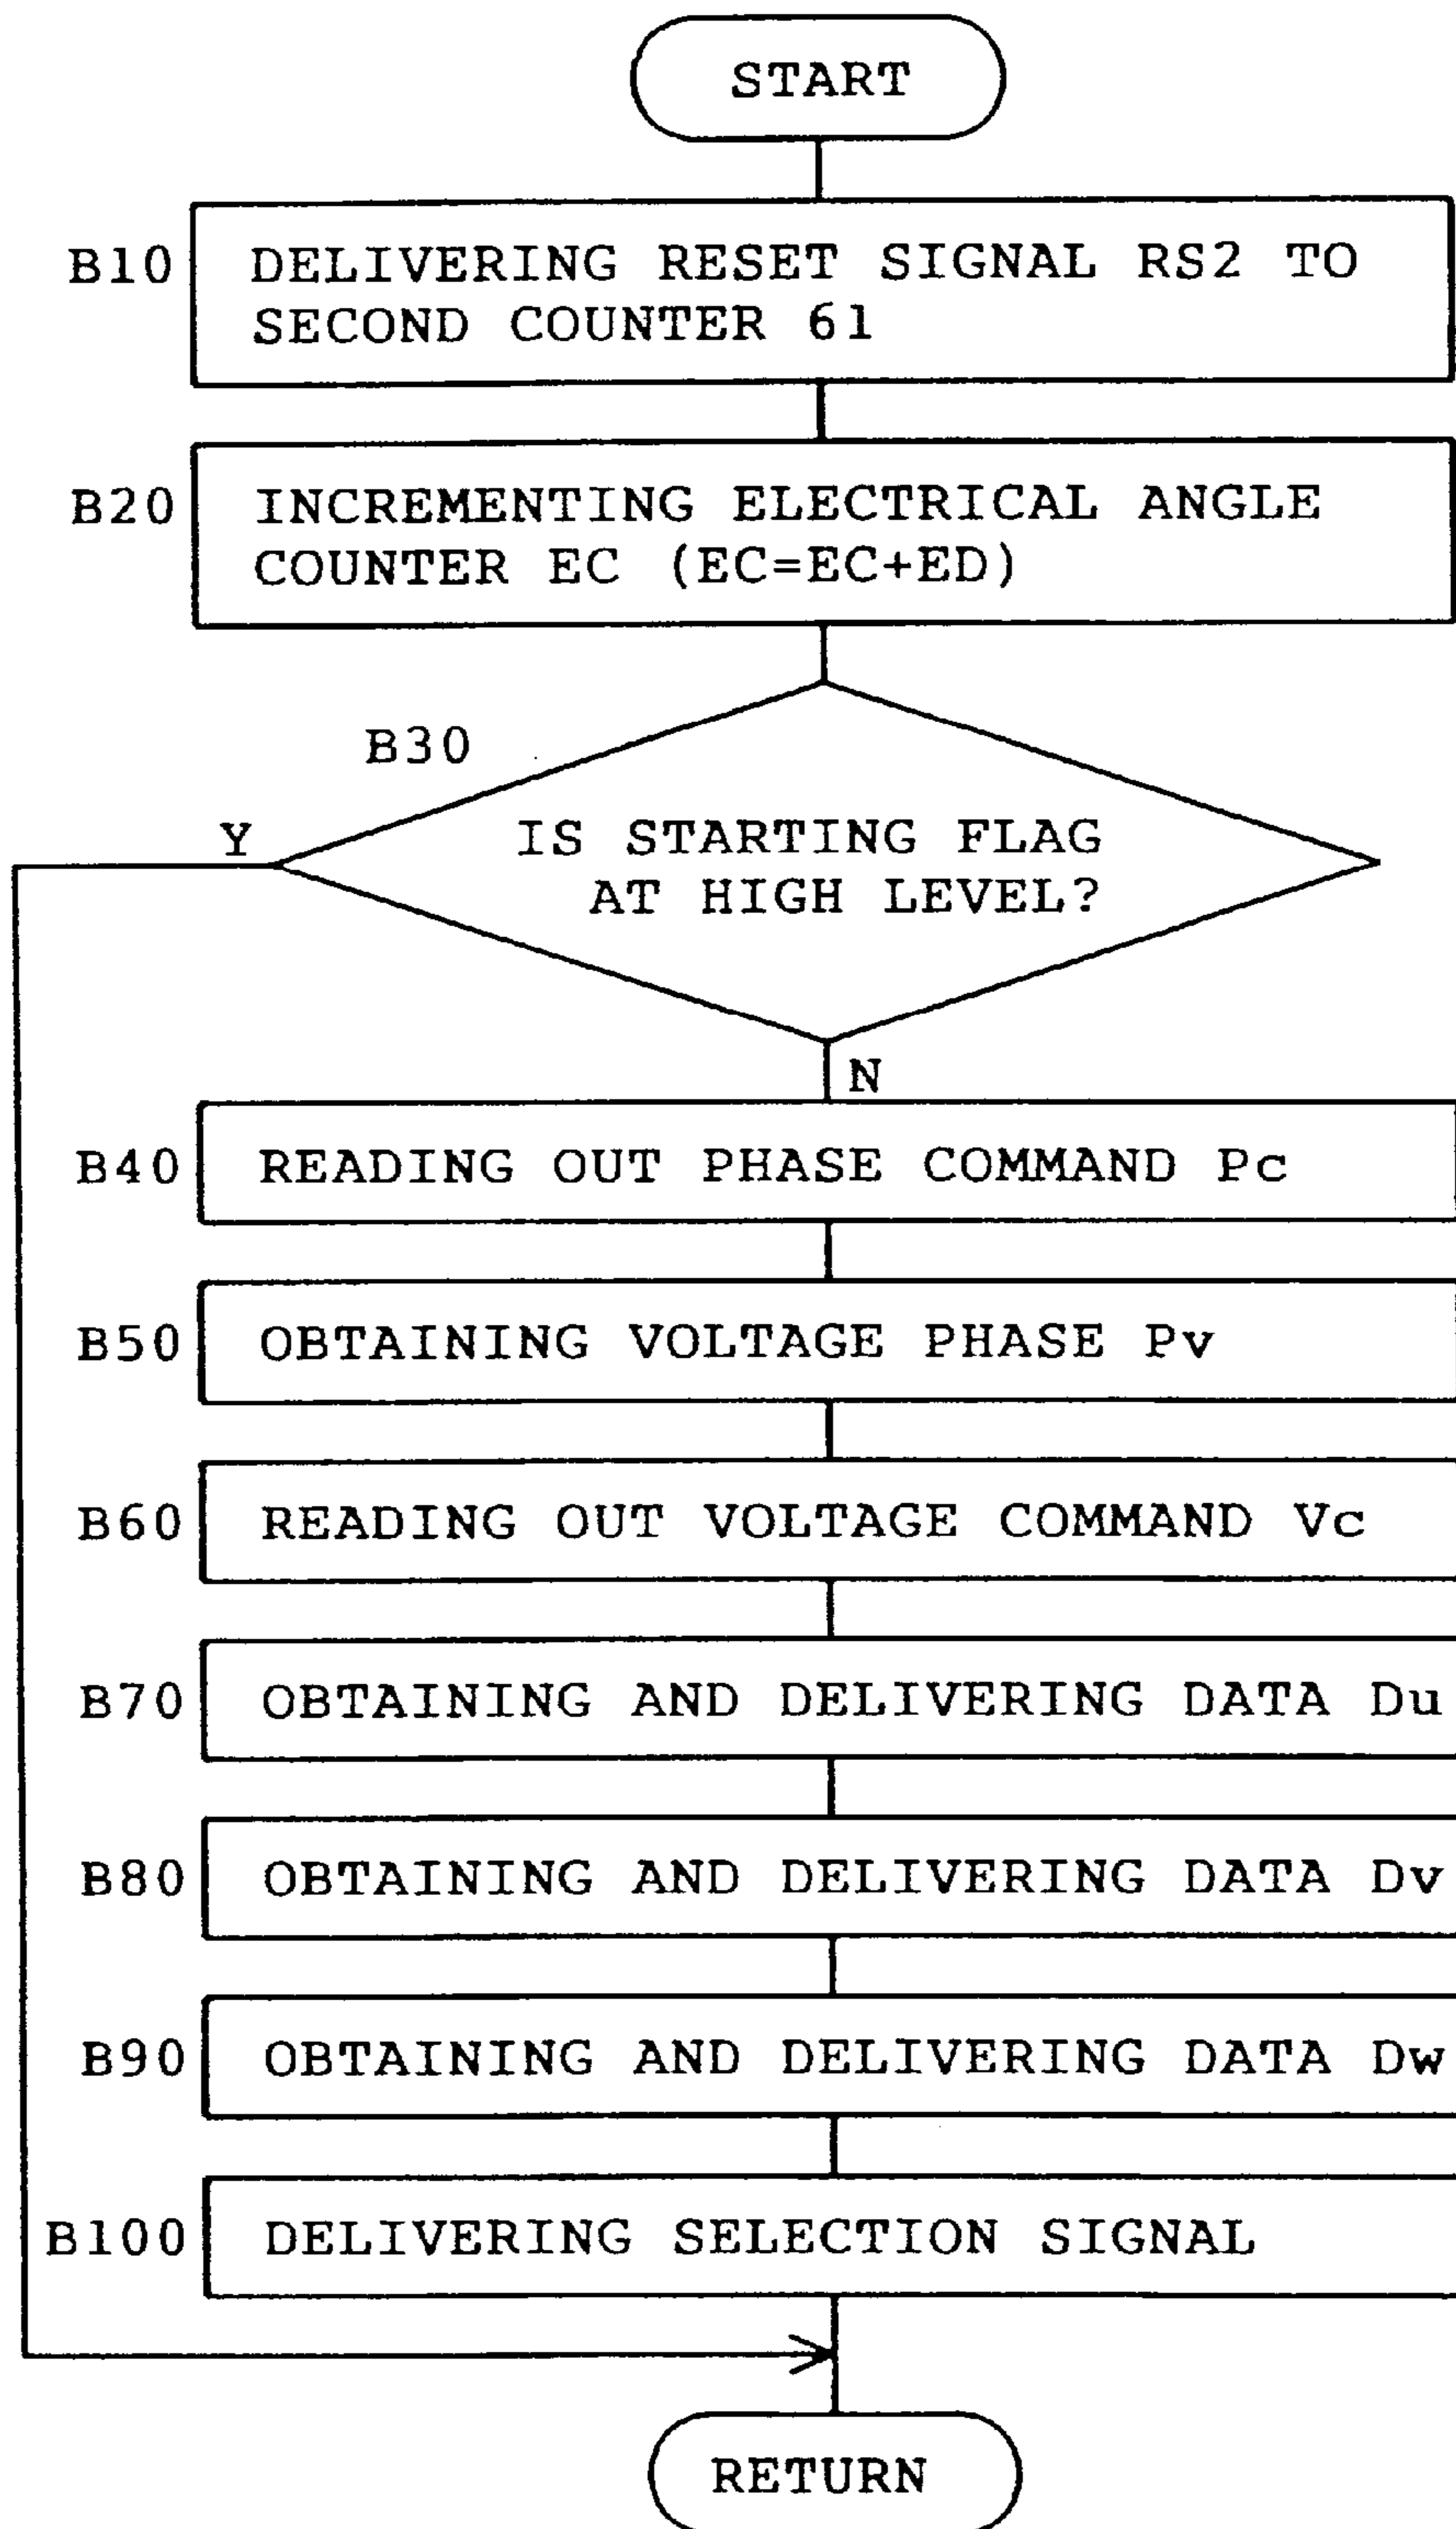 START
B10
DELIVERING RESET SIGNAL RS2 TO
SECOND COUNTER 61
B20
INCREMENTING ELECTRICAL ANGLE
COUNTER EC (EC=EC+ED)
B30
Y
IS STARTING FLAG
AT HIGH LEVEL?
N
B40
READING OUT PHASE COMMAND Pc
B50
OBTAINING VOLTAGE PHASE Pv
B60
READING OUT VOLTAGE COMMAND Vc
B70
OBTAINING AND DELIVERING DATA Du
B80
OBTAINING AND DELIVERING DATA Dv
B90
OBTAINING AND DELIVERING DATA Dw
B100
DELIVERING SELECTION SIGNAL
RETURN